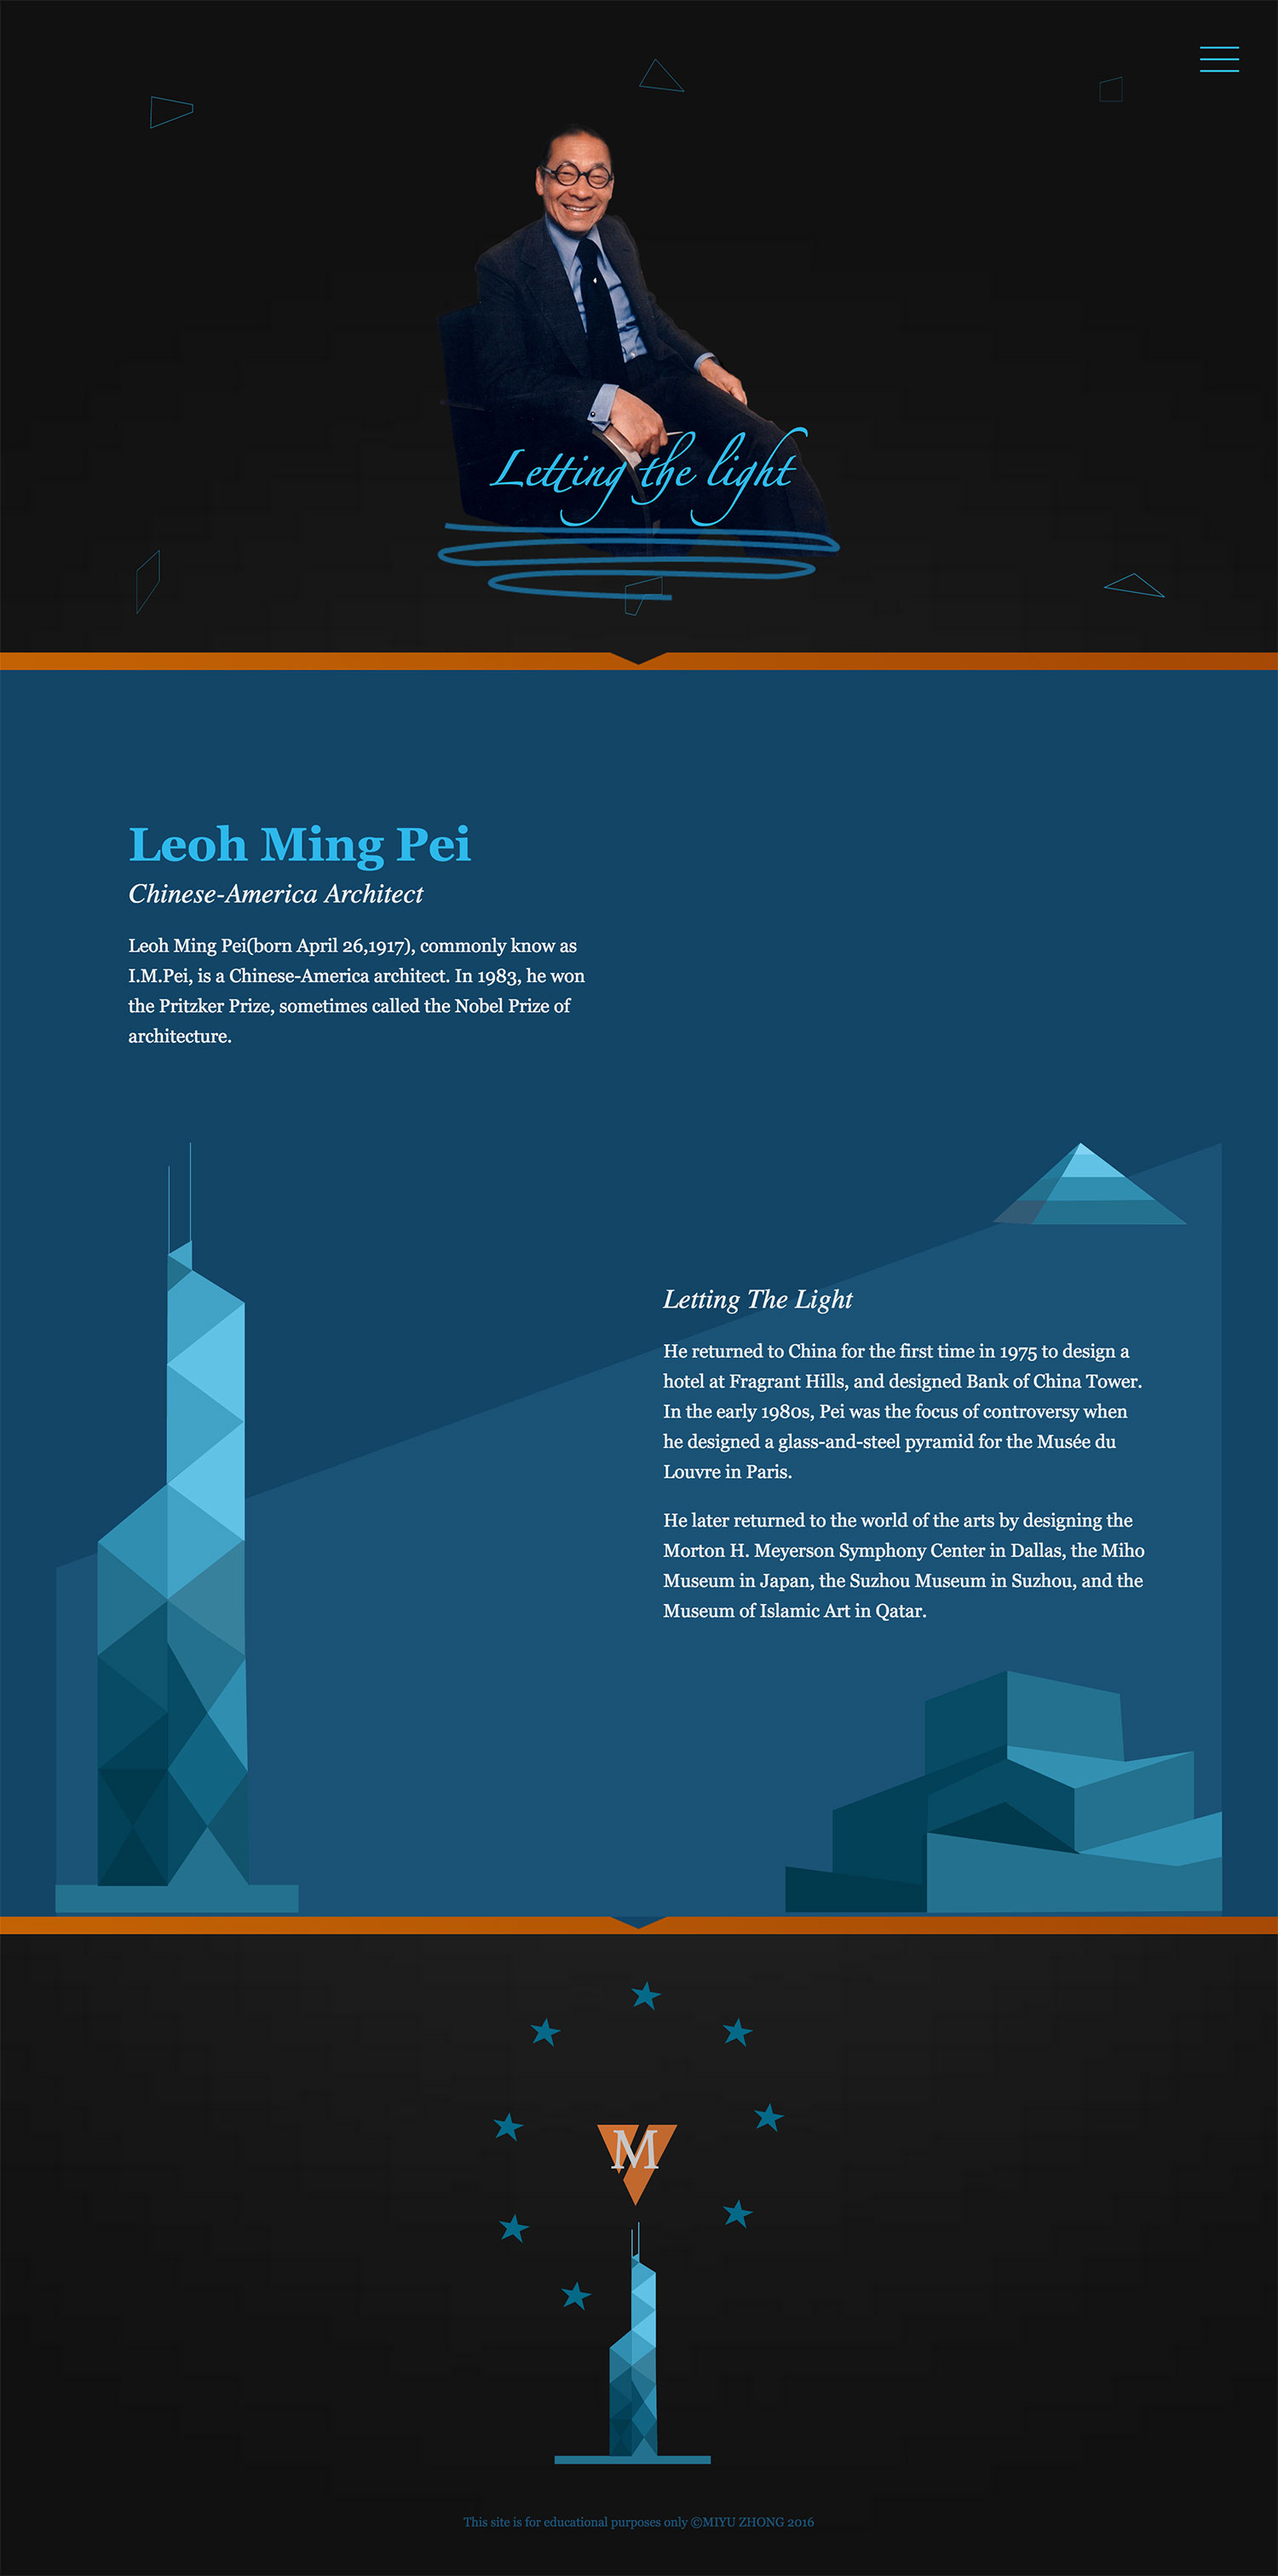 Letting the light
Leoh Ming Pei
Chinese-America Architect
Leoh Ming Pei(born April 26,1917), commonly know as
I.M.Pei, is a Chinese-America architect. In 1983, he won
the Pritzker Prize, sometimes called the Nobel Prize of
architecture.
Letting The Light
He returned to China for the first time in 1975 to design a
hotel at Fragrant Hills, and designed Bank of China Tower.
In the early 1980s, Pei was the focus of controversy when
he designed a glass-and-steel pyramid for the Musée du
Louvre in Paris.
He later returned to the world of the arts by designing the
Morton H. Meyerson Symphony Center in Dallas, the Miho
Museum in Japan, the Suzhou Museum in Suzhou, and the
Museum of Islamic Art in Qatar.
M
This site is for educational purposes only ©MIYU ZHONG 2016